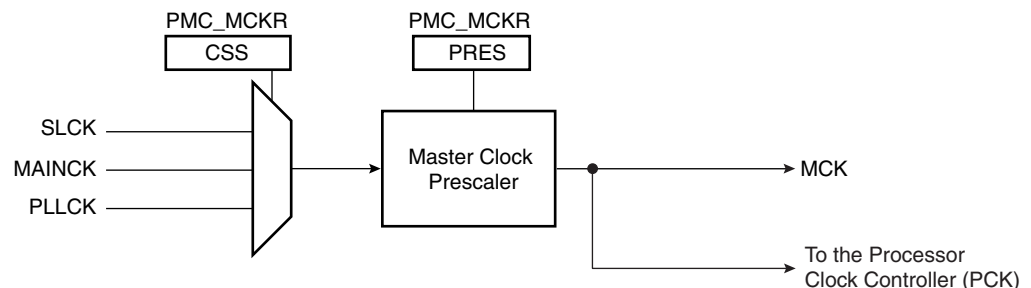 PMC_MCKR
PMC_MCKR
CSS
PRES
SLCK
MAINCK
PLLCK
Master Clock
Prescaler
MCK
To the Processor
Clock Controller (PCK)